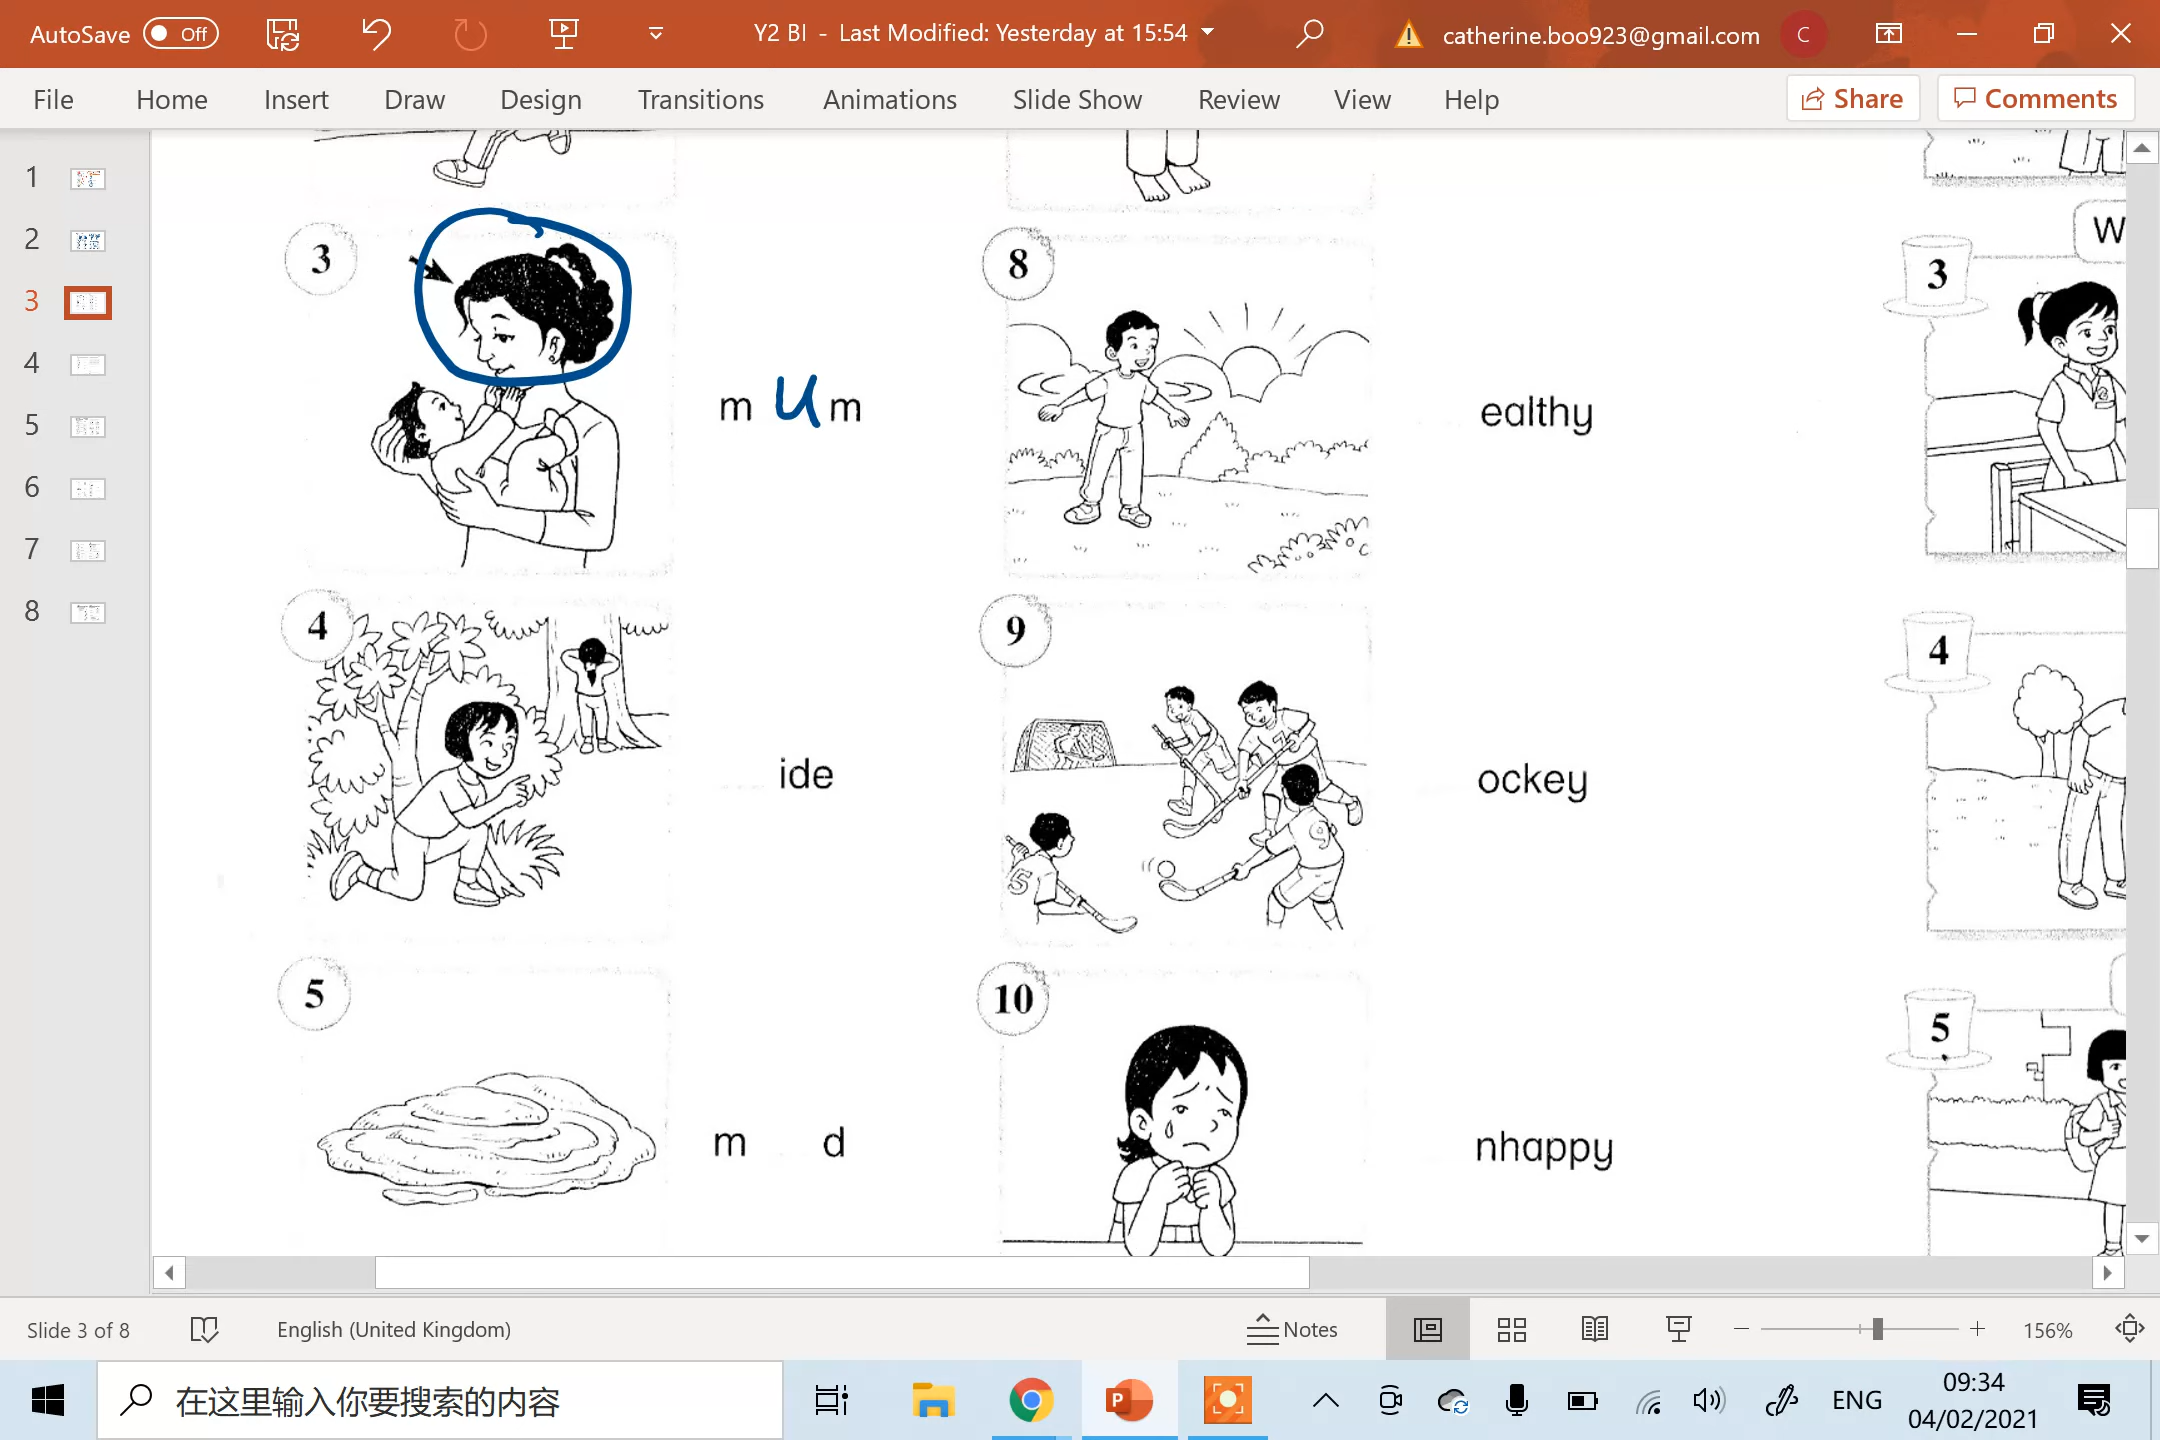 AutoSave Off
Y2 BI - Last Modified: Yesterday at 15:54
catherine.boo923@gmail.com C
File Home Insert Draw Design Transitions Animations Slide Show Review View Help
Share Comments
1
2
3
4
5
6
7
8
3
m u m
4
ide
5
m d
8
ealthy
9
7
9
5
ockey
10
nhappy
W
3
4
5
Slide 3 of 8
English (United Kingdom)
Notes
156%
在这里输入你要搜索的内容
P
ENG
09:34
04/02/2021